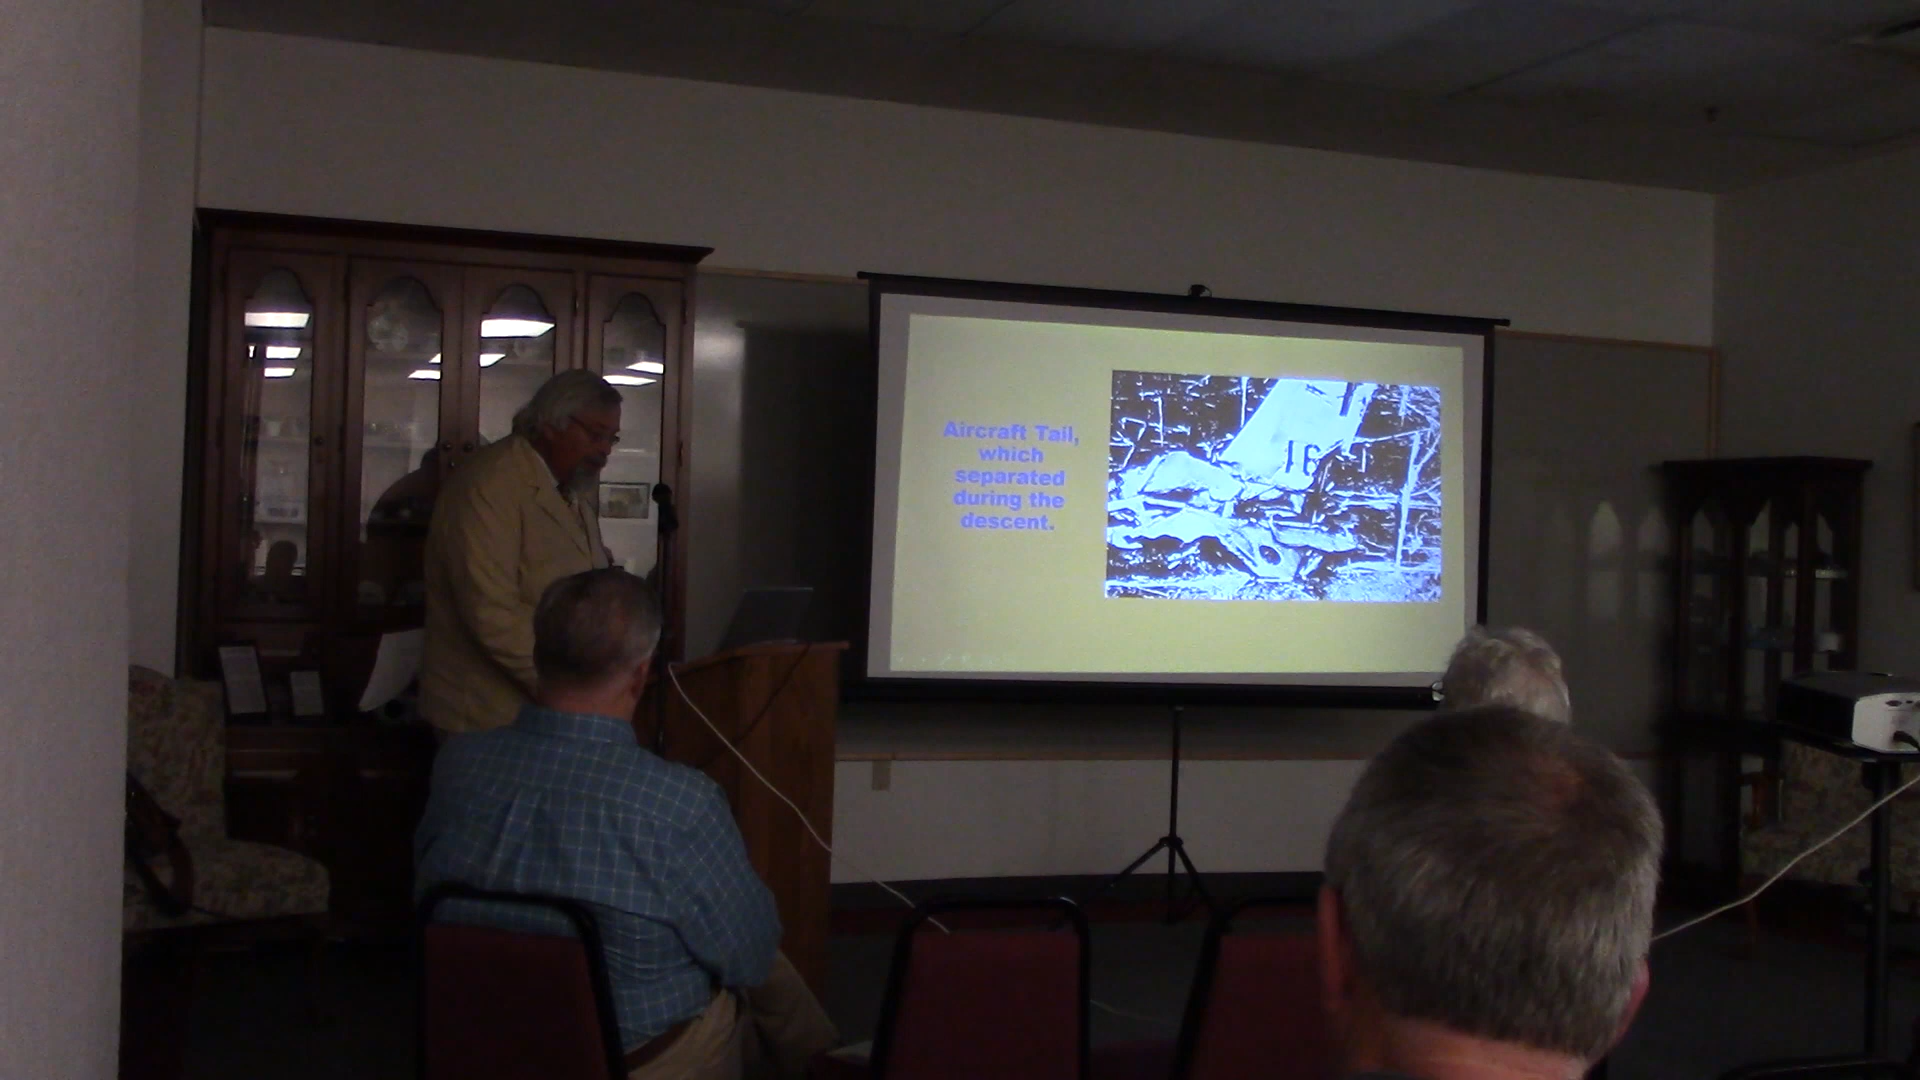 Aircraft Tail,
which
separated
during the
descent.
16